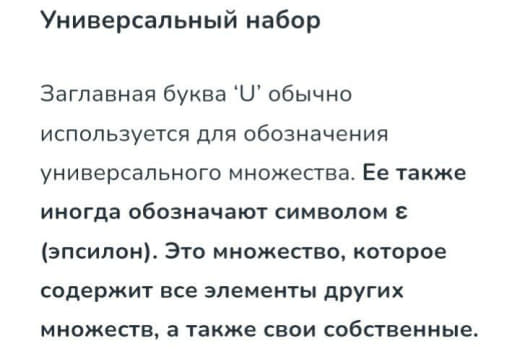 Универсальный набор
Заглавная буква ‘U’ обычно
используется для обозначения
универсального множества. Ее также
иногда обозначают символом ε
(эпсилон). Это множество, которое
содержит все элементы других
множеств, а также свои собственные.